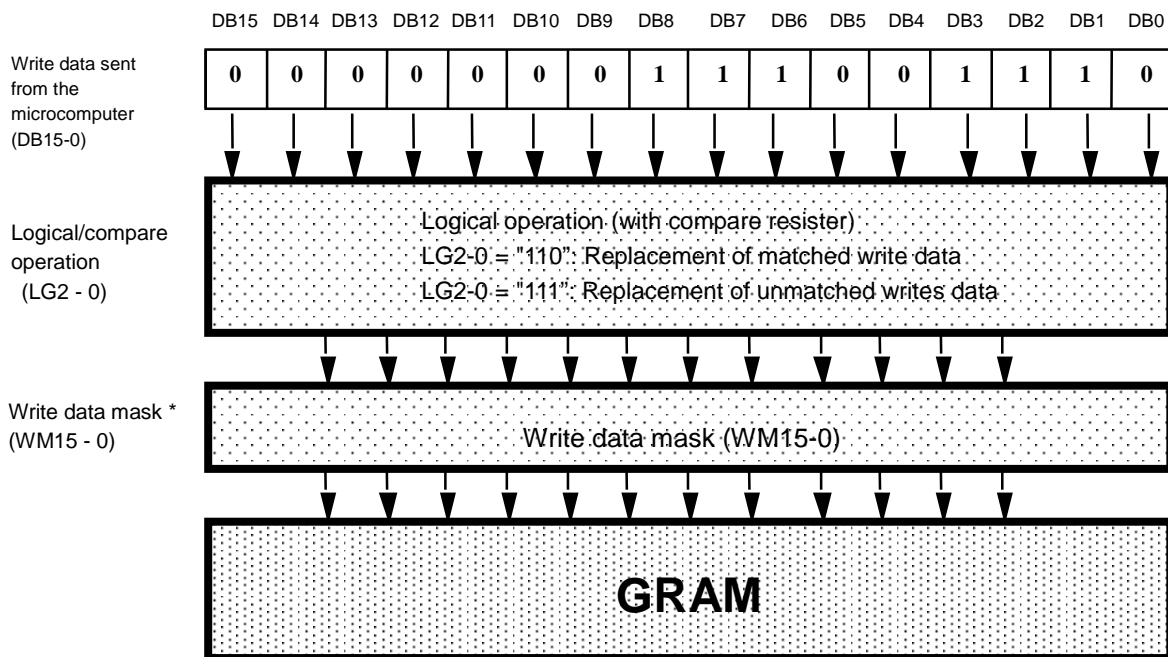 DB15 DB14 DB13 DB12 DB11 DB10 DB9 DB8 DB7 DB6 DB5 DB4 DB3 DB2 DB1 DB0
Write data sent
from the
microcomputer
(DB15-0)
0 0 0 0 0 0 0 1 1 1 0 0 1 1 1 0
Logical/compare
operation
(LG2 - 0)
Logical operation (with compare resister)
LG2-0 = "110”: Replacement of matched write data
LG2-0 = "111”: Replacement of unmatched writes data
Write data mask *
(WM15 - 0)
Write data mask (WM15-0)
GRAM